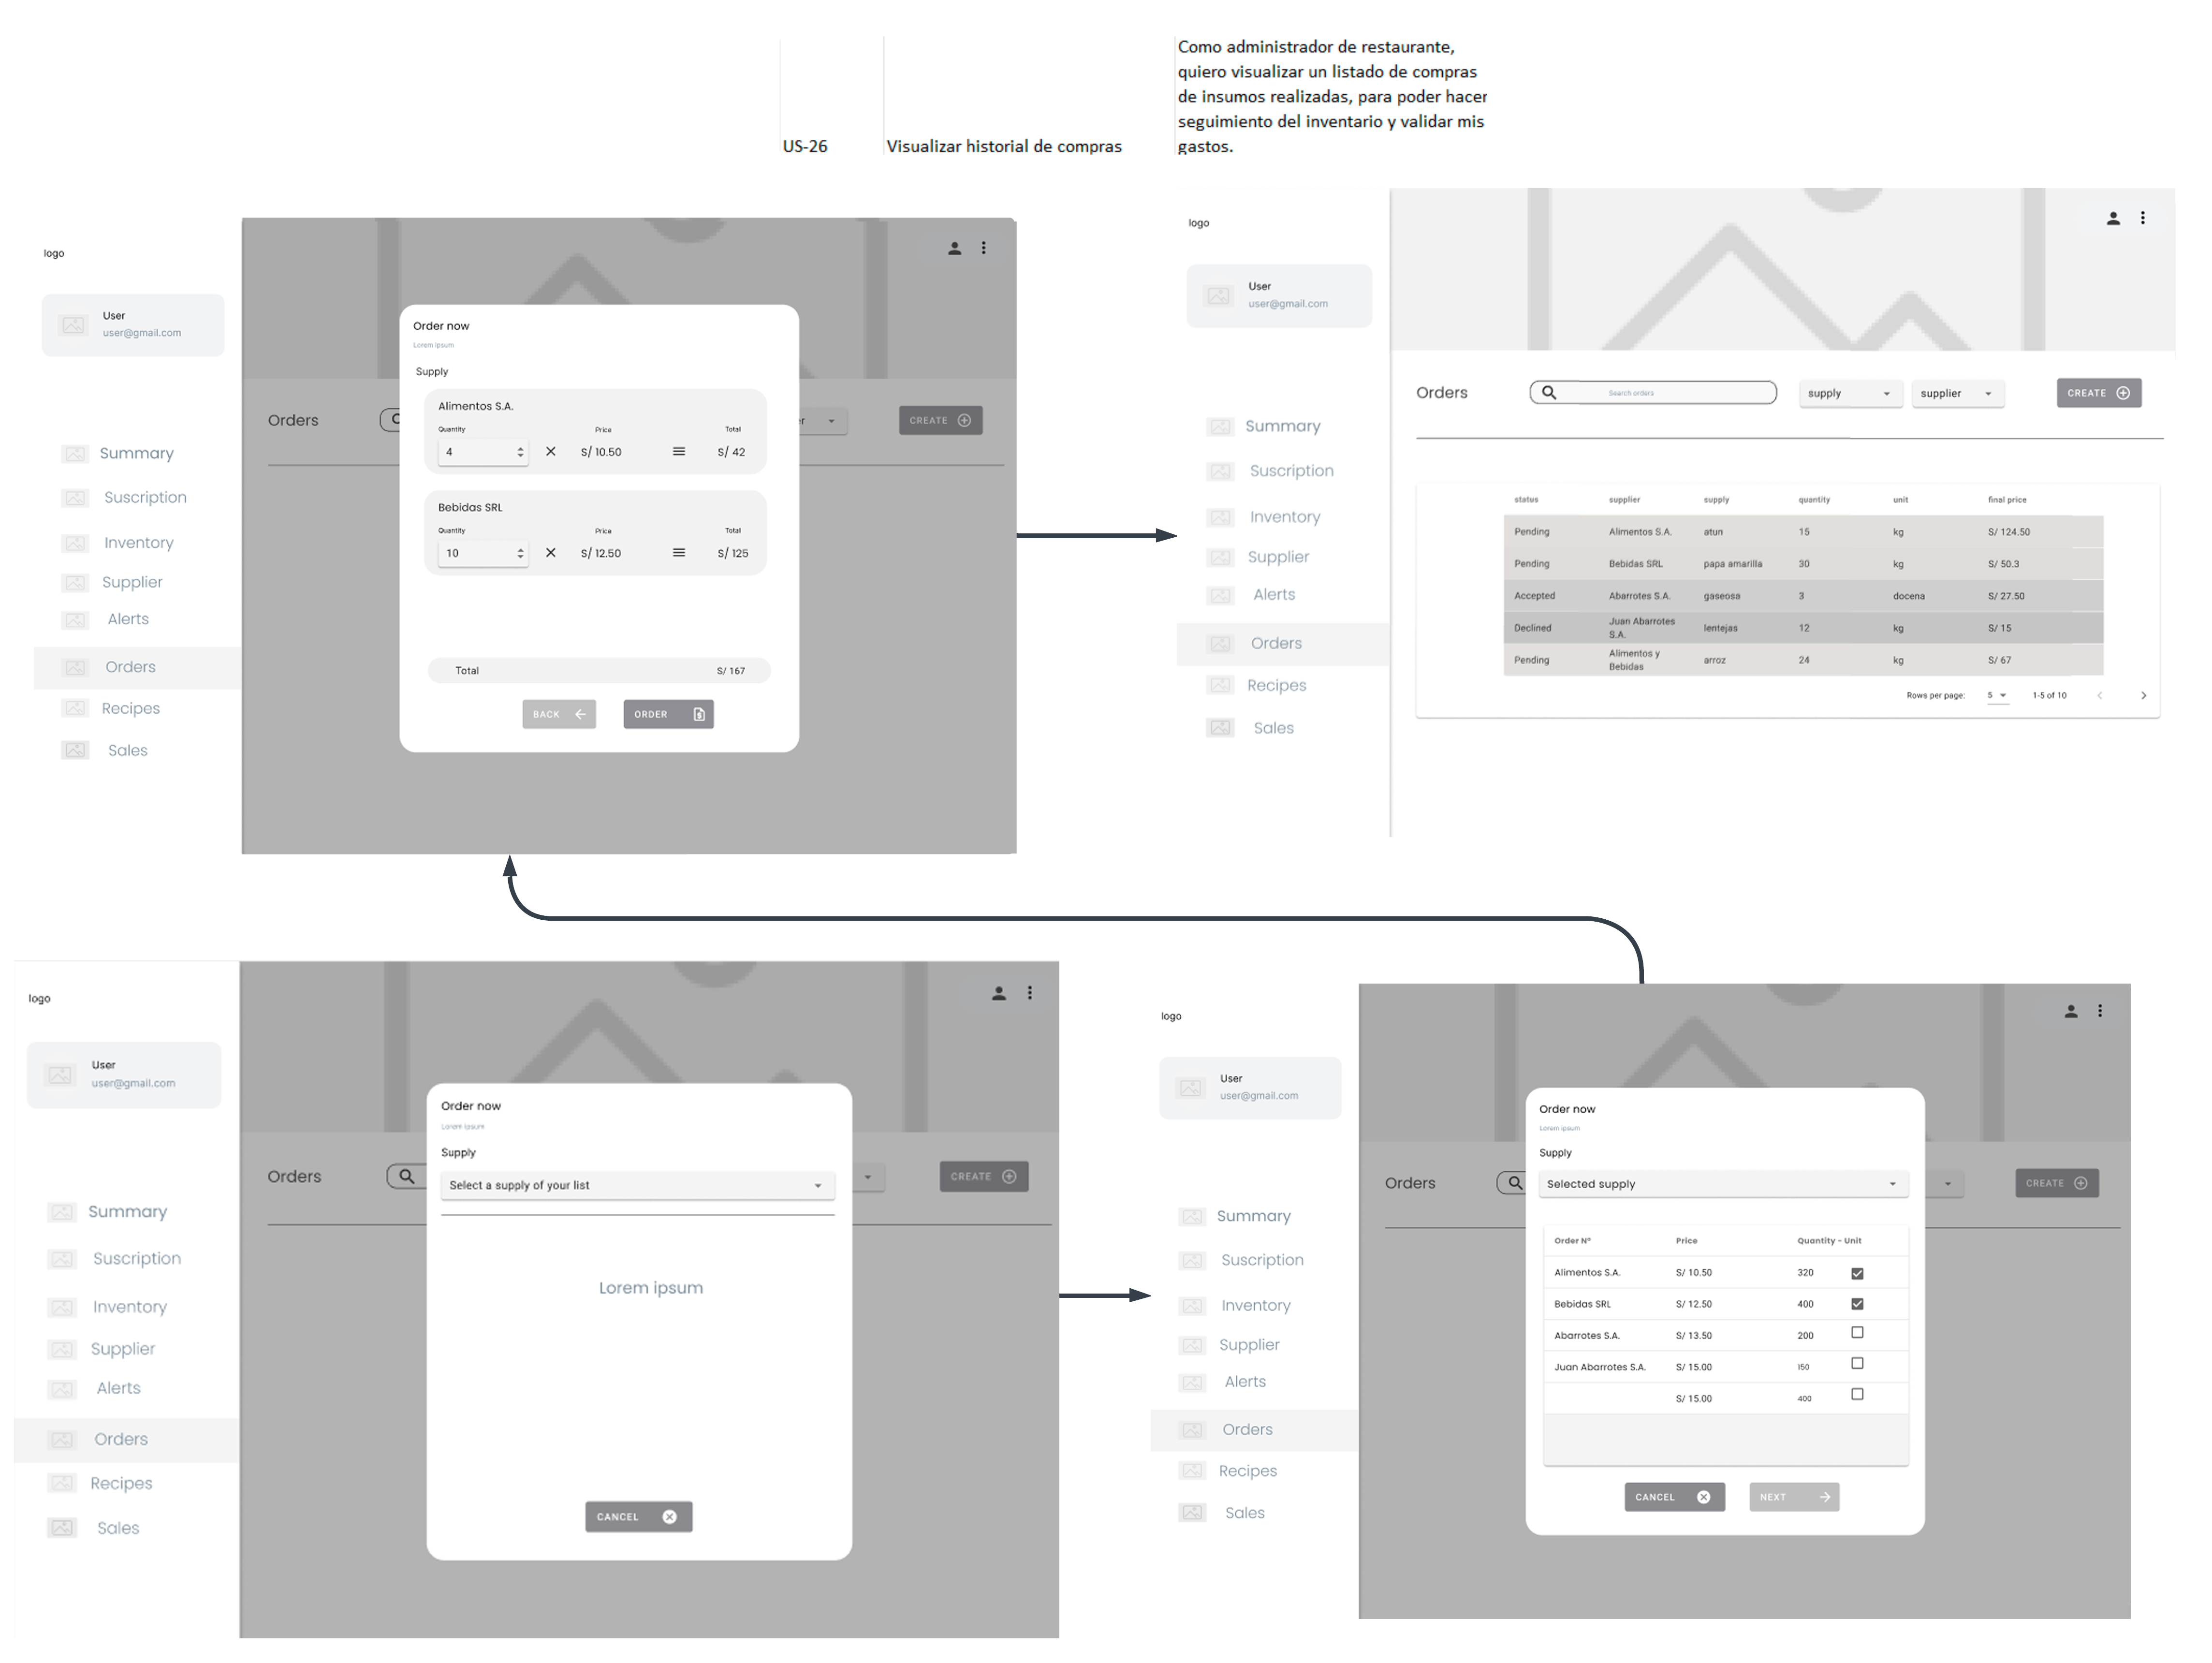 Como administrador de restaurante,
quiero visualizar un listado de compras
de insumos realizadas, para poder hacer
seguimiento del inventario y validar mis
US-26 Visualizar historial de compras gastos.
logo
User
user@gmail.com
Summary
Suscription
Inventory
Supplier
Alerts
Orders
Recipes
Sales
Orders
CREATE
Order now
Lorem ipsum
Supply
Alimentos S.A.
Quantity Price Total
4 S/ 10.50 S/ 42
Bebidas SRL
Quantity Price Total
10 S/ 12.50 S/ 125
Total S/ 167
BACK ORDER
logo
User
user@gmail.com
Summary
Suscription
Inventory
Supplier
Alerts
Orders
Recipes
Sales
Orders Search orders supply supplier CREATE
status supplier supply quantity unit final price
Pending Alimentos S.A. atun 15 kg S/ 124.50
Pending Bebidas SRL papa amarilla 30 kg S/ 50.3
Accepted Abarrotes S.A. gaseosa 3 docena S/ 27.50
Declined Juan Abarrotes S.A. lentejas 12 kg S/ 15
Pending Alimentos y Bebidas arroz 24 kg S/ 67
Rows per page: 5 1-5 of 10
logo
User
user@gmail.com
Summary
Suscription
Inventory
Supplier
Alerts
Orders
Recipes
Sales
Orders
CREATE
Order now
Lorem ipsum
Supply
Select a supply of your list
Lorem ipsum
CANCEL
logo
User
user@gmail.com
Summary
Suscription
Inventory
Supplier
Alerts
Orders
Recipes
Sales
Orders
CREATE
Order now
Lorem ipsum
Supply
Selected supply
Order N° Price Quantity - Unit
Alimentos S.A. S/ 10.50 320
Bebidas SRL S/ 12.50 400
Abarrotes S.A. S/ 13.50 200
Juan Abarrotes S.A. S/ 15.00 150
S/ 15.00 400
CANCEL NEXT